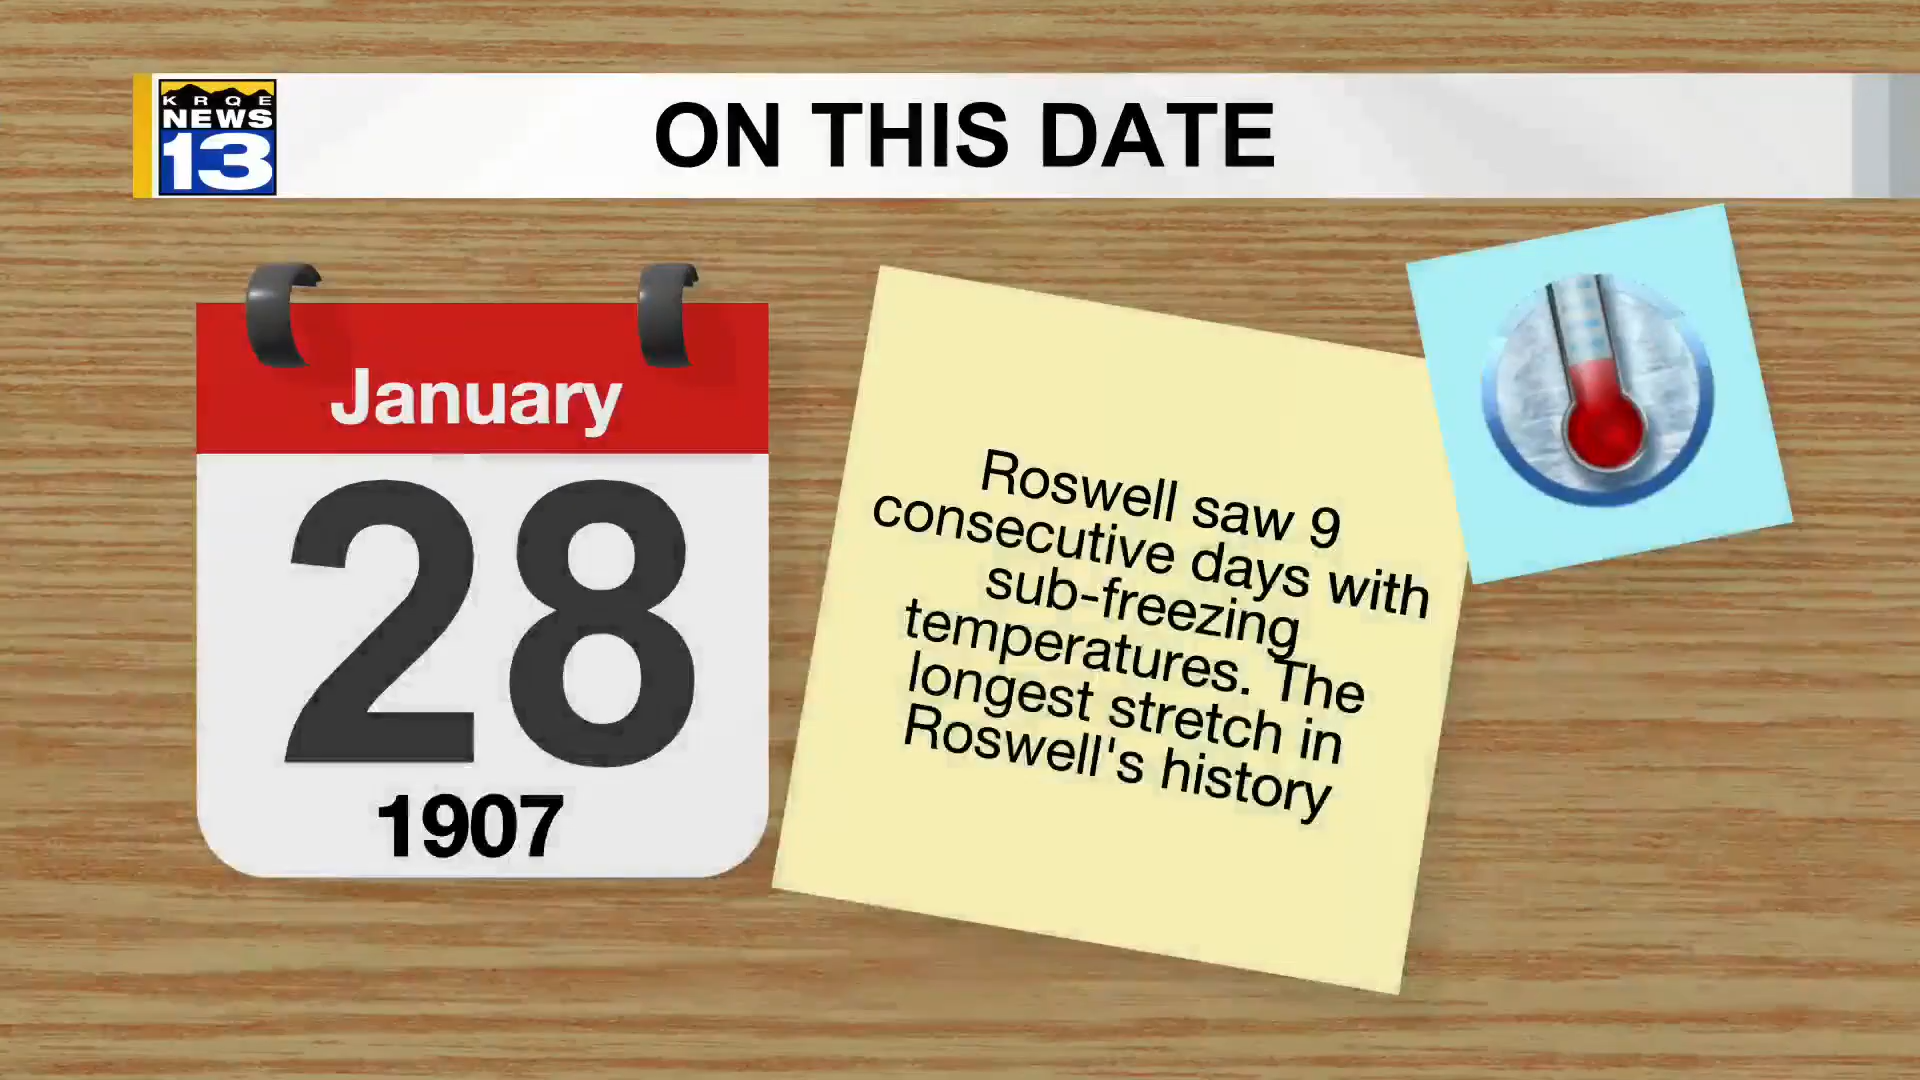 KRQE
NEWS
13
ON THIS DATE
January
28
1907
Roswell saw 9
consecutive days with
sub-freezing
temperatures. The
longest stretch in
Roswell's history